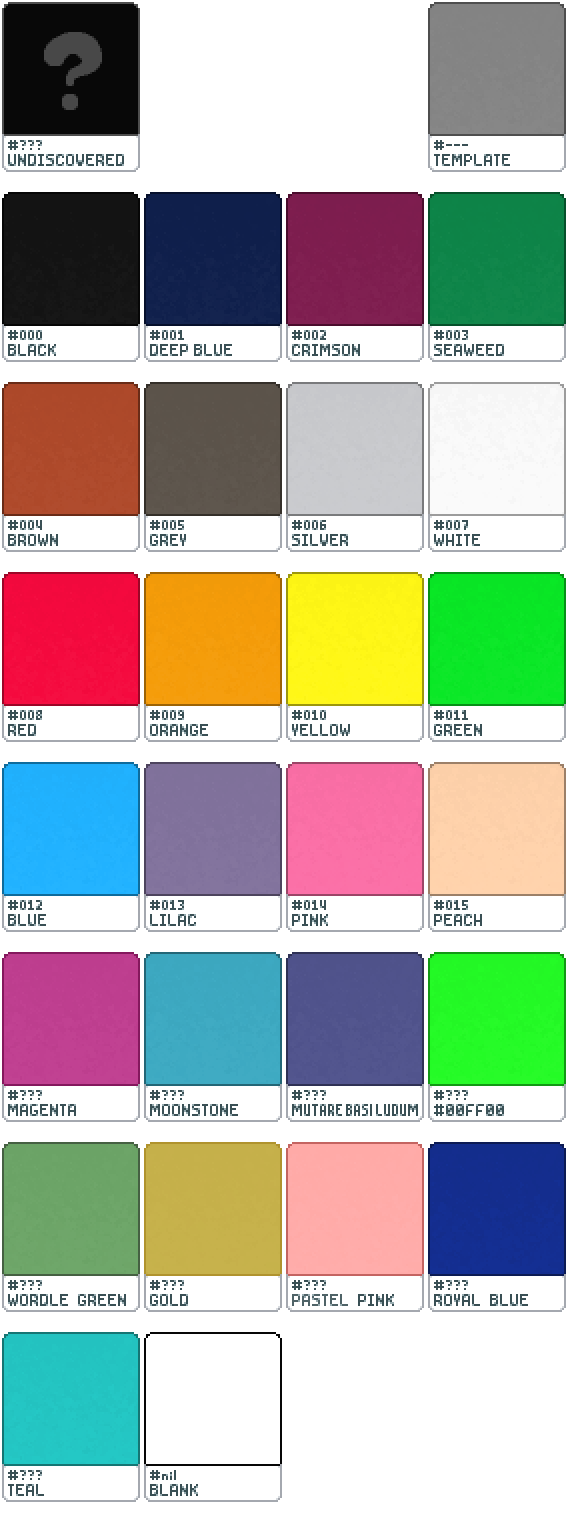 ?
#???
UNDISCOVERED
#---
TEMPLATE
#000
BLACK
#001
DEEP BLUE
#002
CRIMSON
#003
SEAWEED
#004
BROWN
#005
GREY
#006
SILVER
#007
WHITE
#008
RED
#009
ORANGE
#010
YELLOW
#011
GREEN
#012
BLUE
#013
LILAC
#014
PINK
#015
PEACH
#???
MAGENTA
#???
MOONSTONE
#???
MUTARE BASI LUDUM
#???
#00FF00
#???
WORDLE GREEN
#???
GOLD
#???
PASTEL PINK
#???
ROYAL BLUE
#???
TEAL
#nil
BLANK